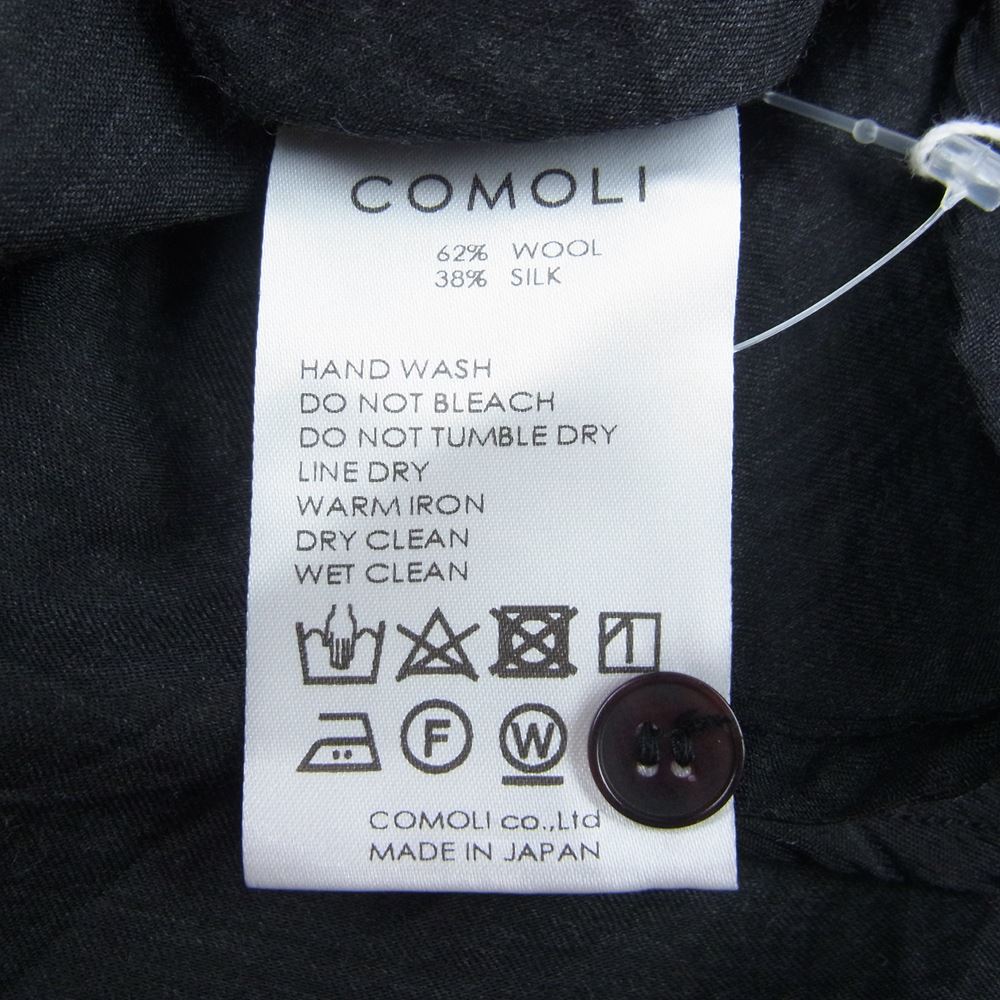 COMOLI
62% WOOL
38% SILK
HAND WASH
DO NOT BLEACH
DO NOT TUMBLE DRY
LINE DRY
WARM IRON
DRY CLEAN
WET CLEAN
F W
COMOLI co.,Ltd
MADE IN JAPAN